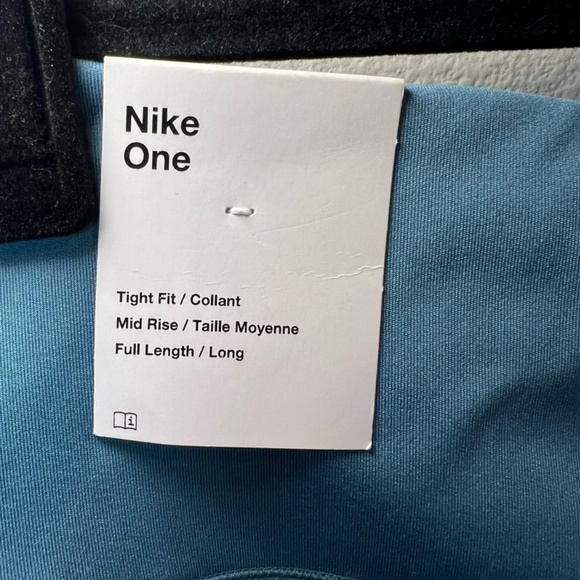 Nike
One
Tight Fit / Collant
Mid Rise / Taille Moyenne
Full Length / Long
i